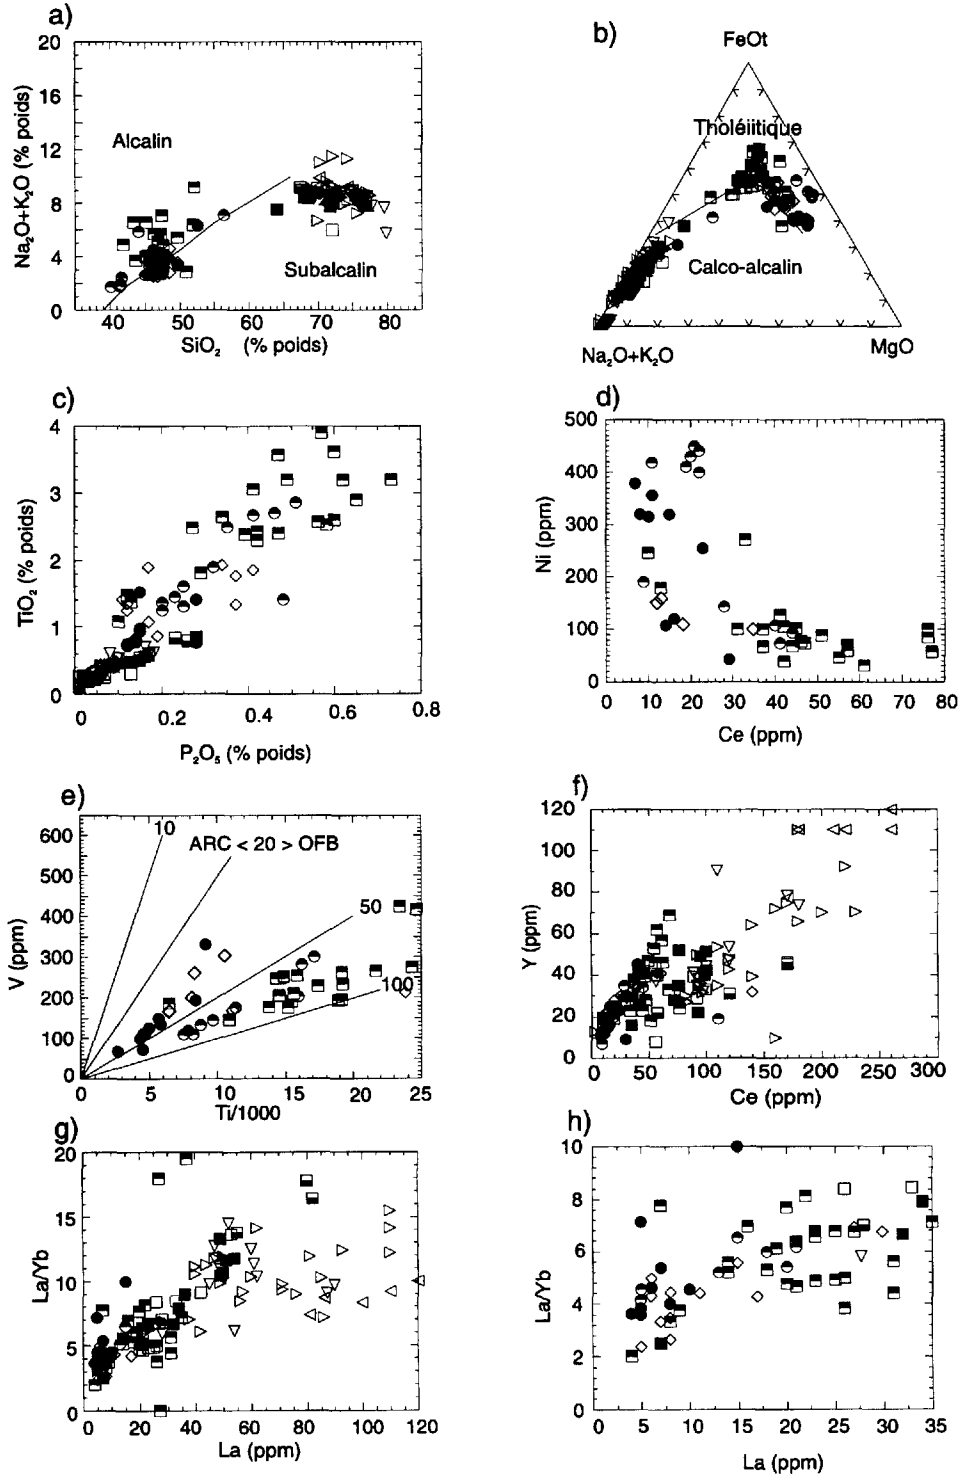 a)
20
16
12
8
4
0
Na₂O+K₂O (% poids)
Alcalin
Subalcalin
40 50 60 70 80
SiO₂ (% poids)
b)
FeOt
Tholéiitique
Calco-alcalin
Na₂O+K₂O
MgO
c)
4
3
2
1
0
TiO₂ (% poids)
0 0.2 0.4 0.6 0.8
P₂O₅ (% poids)
d)
500
400
300
200
100
0
Ni (ppm)
0 10 20 30 40 50 60 70 80
Ce (ppm)
e)
600
500
400
300
200
100
0
V (ppm)
10
ARC < 20 > OFB
50
100
0 5 10 15 20 25
Ti/1000
f)
120
100
80
60
40
20
0
Y (ppm)
0 50 100 150 200 250 300
Ce (ppm)
g)
20
15
10
5
0
La/Yb
0 20 40 60 80 100 120
La (ppm)
h)
10
8
6
4
2
0
La/Yb
0 5 10 15 20 25 30 35
La (ppm)